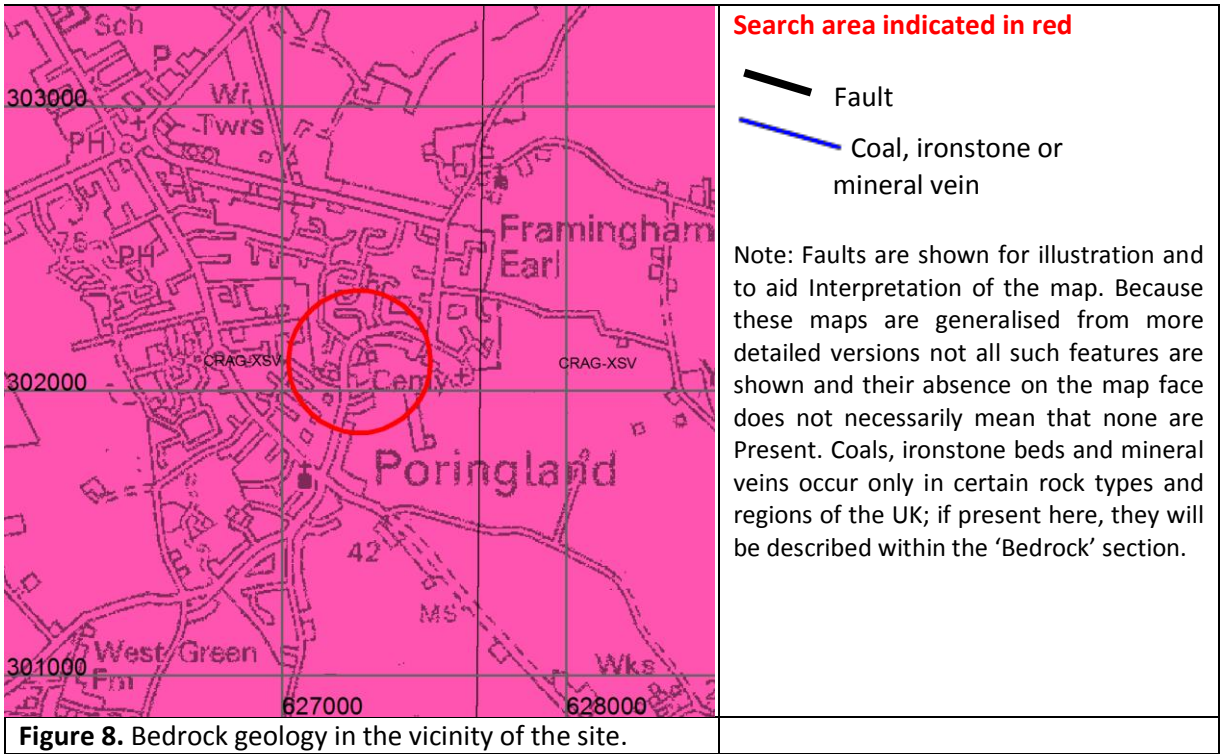 Sch
P
303000
Wr
Twrs
PH
Framingham
Earl
76
PH
CRAG-XSV
CRAG-XSV
302000
Cemy
Poringland
42
MS
West Green
Fm
Wks
301000
627000
628000
Search area indicated in red
Fault
Coal, ironstone or
mineral vein
Note: Faults are shown for illustration and
to aid Interpretation of the map. Because
these maps are generalised from more
detailed versions not all such features are
shown and their absence on the map face
does not necessarily mean that none are
Present. Coals, ironstone beds and mineral
veins occur only in certain rock types and
regions of the UK; if present here, they will
be described within the ‘Bedrock’ section.
Figure 8. Bedrock geology in the vicinity of the site.